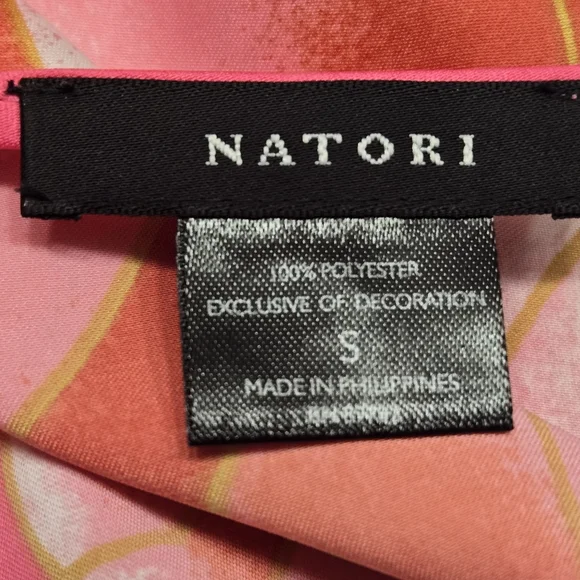 NATORI
100% POLYESTER
EXCLUSIVE OF DECORATION
S
MADE IN PHILIPPINES